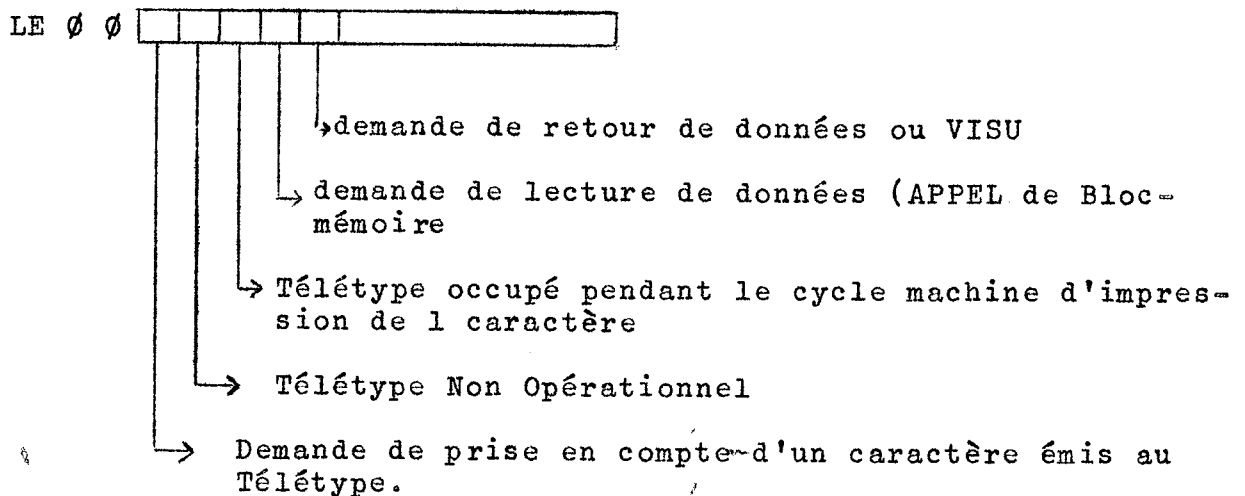 LE Ø Ø
demande de retour de données ou VISU
demande de lecture de données (APPEL de Bloc-
mémoire
Télétype occupé pendant le cycle machine d'impres-
sion de 1 caractère
Télétype Non Opérationnel
Demande de prise en compte d'un caractère émis au
Télétype.